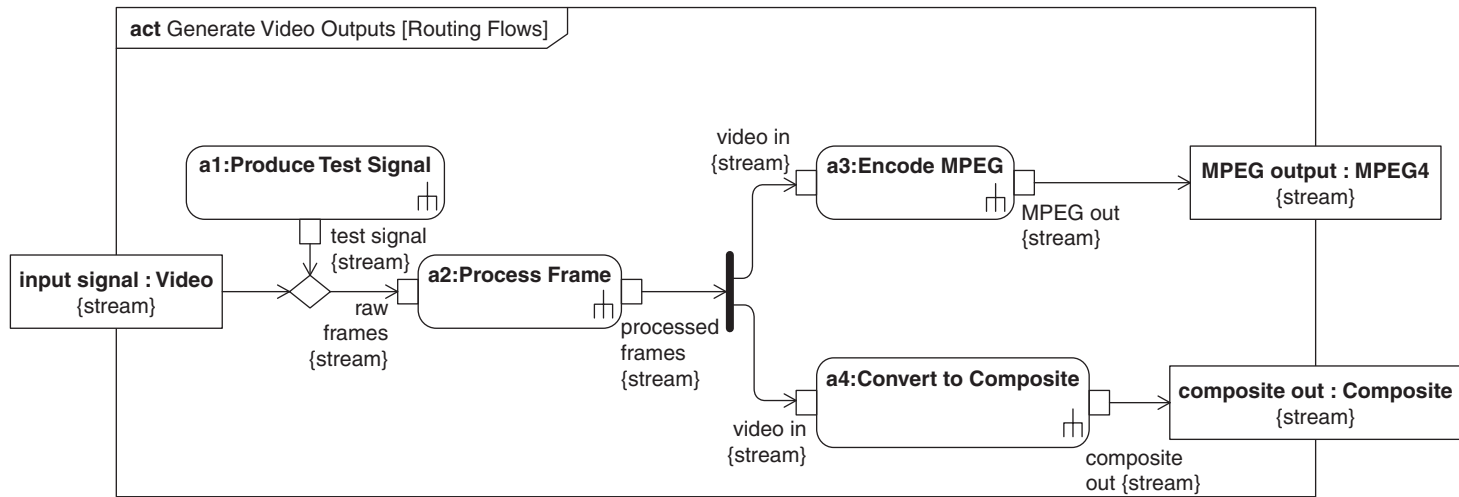 act Generate Video Outputs [Routing Flows]
a1:Produce Test Signal
test signal
{stream}
input signal : Video
{stream}
raw
frames
{stream}
a2:Process Frame
processed
frames
{stream}
video in
{stream}
a3:Encode MPEG
MPEG out
{stream}
MPEG output : MPEG4
{stream}
video in
{stream}
a4:Convert to Composite
composite
out {stream}
composite out : Composite
{stream}